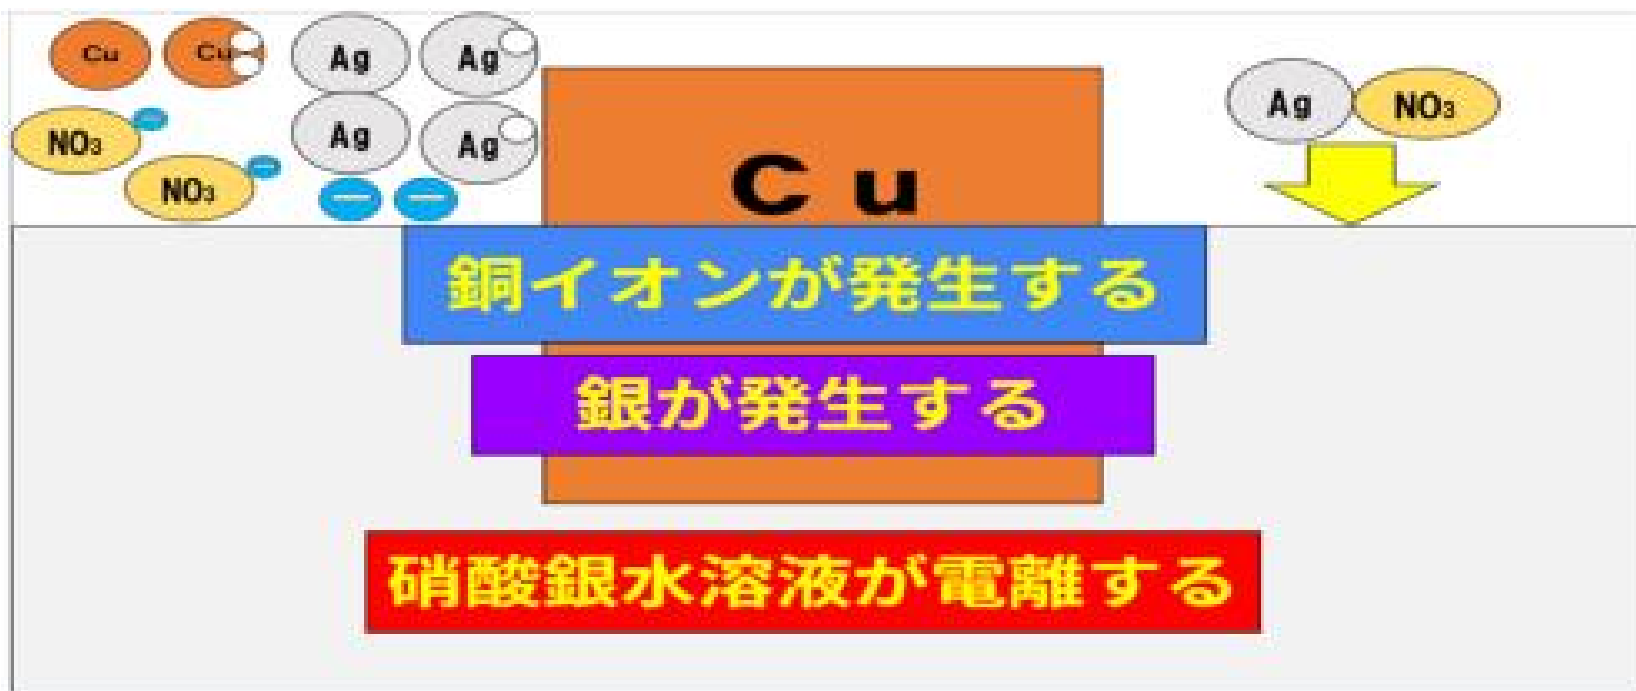 Cu Cu Ag Ag
Ag NO3
NO3 Ag Ag
NO3
Cu
銅イオンが発生する
銀が発生する
硝酸銀水溶液が電離する